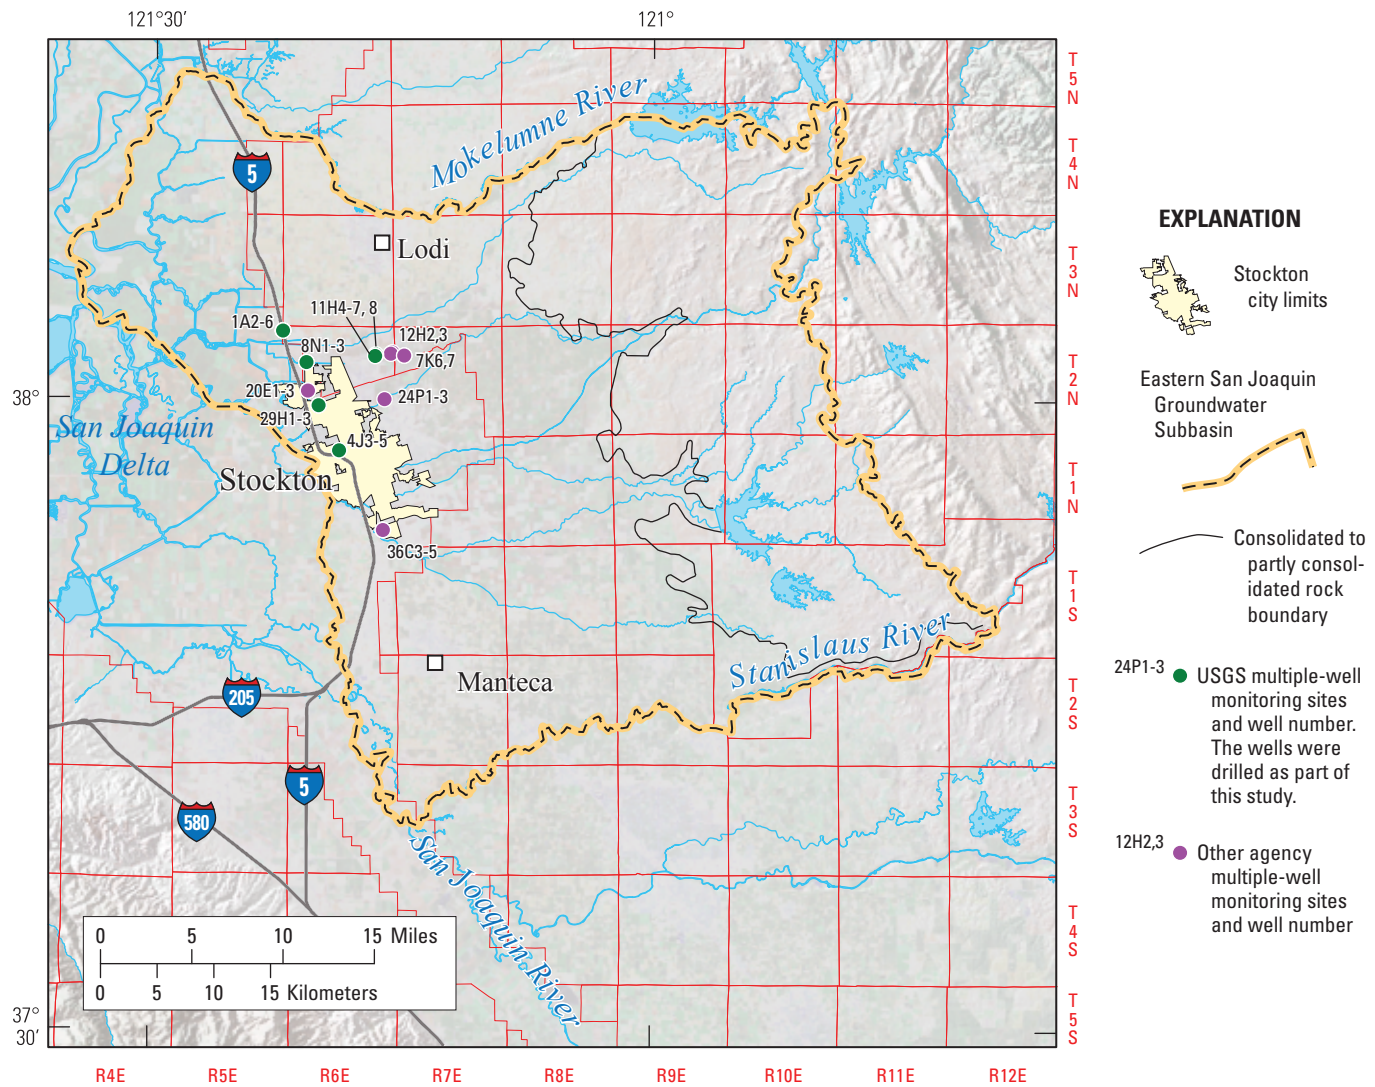 121°30′
121°
T5N
T4N
T3N
T2N
T1N
T1S
T2S
T3S
T4S
T5S
Mokelumne River
5
Lodi
11H4-7, 8
1A2-6
12H2,3
8N1-3
7K6,7
20E1-3
24P1-3
38°
29H1-3
San Joaquin
Delta
4J3-5
Stockton
36C3-5
Stanislaus River
Manteca
205
5
580
San Joaquin River
0 5 10 15 Miles
0 5 10 15 Kilometers
37°
30′
R4E R5E R6E R7E R8E R9E R10E R11E R12E
EXPLANATION
Stockton
city limits
Eastern San Joaquin
Groundwater
Subbasin
Consolidated to
partly consol-
idated rock
boundary
24P1-3
USGS multiple-well
monitoring sites
and well number.
The wells were
drilled as part of
this study.
12H2,3
Other agency
multiple-well
monitoring sites
and well number